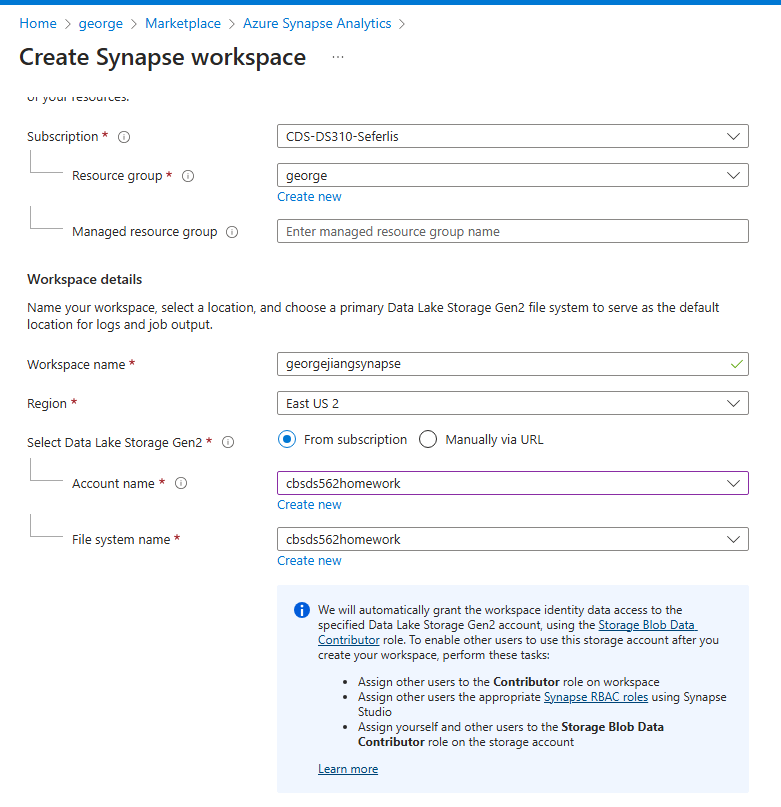 Home > george > Marketplace > Azure Synapse Analytics >
Create Synapse workspace ...
of your resources.
Subscription *
CDS-DS310-Seferlis
Resource group *
george
Create new
Managed resource group
Enter managed resource group name
Workspace details
Name your workspace, select a location, and choose a primary Data Lake Storage Gen2 file system to serve as the default
location for logs and job output.
Workspace name *
georgejiangsynapse
Region *
East US 2
Select Data Lake Storage Gen2 *
From subscription
Manually via URL
Account name *
cbsds562homework
Create new
File system name *
cbsds562homework
Create new
We will automatically grant the workspace identity data access to the
specified Data Lake Storage Gen2 account, using the Storage Blob Data
Contributor role. To enable other users to use this storage account after you
create your workspace, perform these tasks:
• Assign other users to the Contributor role on workspace
• Assign other users the appropriate Synapse RBAC roles using Synapse
Studio
• Assign yourself and other users to the Storage Blob Data
Contributor role on the storage account
Learn more